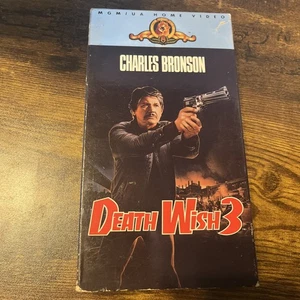 MGM/UA HOME VIDEO
CHARLES BRONSON
DEATH WISH 3